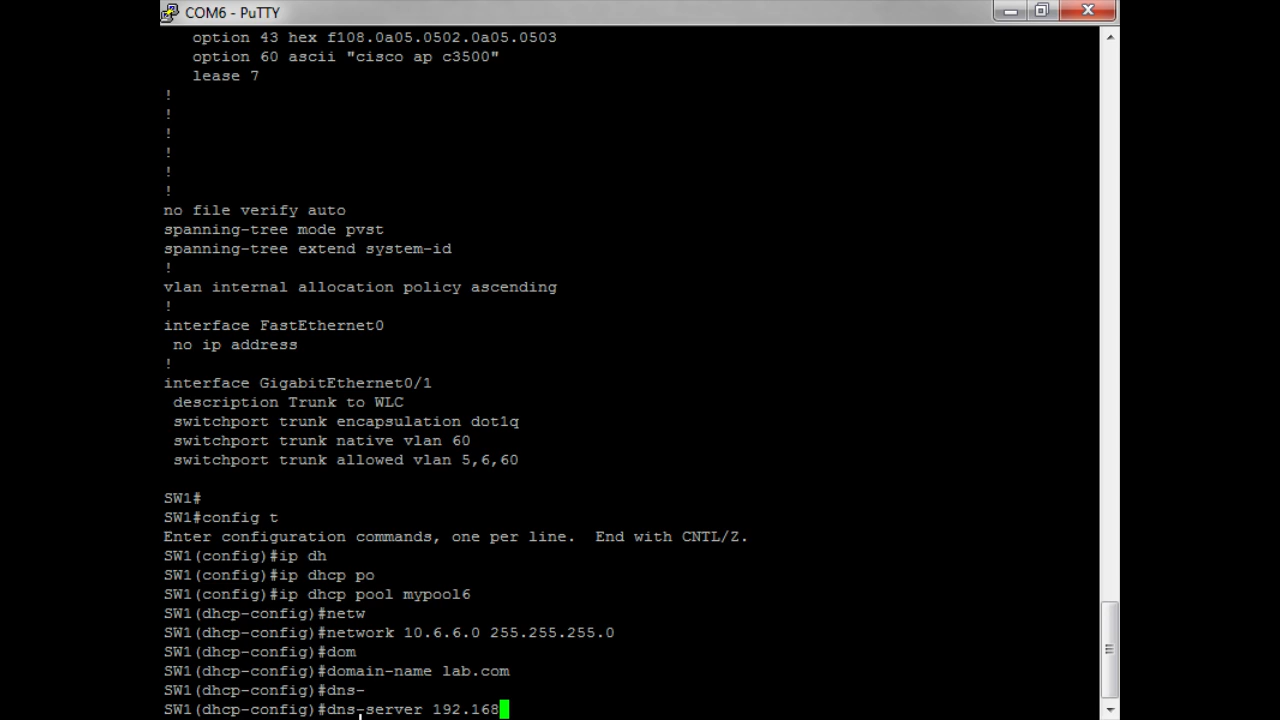 COM6 - PuTTY
option 43 hex f108.0a05.0502.0a05.0503
option 60 ascii "cisco ap c3500"
lease 7
!
!
!
!
!
!
no file verify auto
spanning-tree mode pvst
spanning-tree extend system-id
!
vlan internal allocation policy ascending
!
interface FastEthernet0
no ip address
!
interface GigabitEthernet0/1
description Trunk to WLC
switchport trunk encapsulation dot1q
switchport trunk native vlan 60
switchport trunk allowed vlan 5,6,60
SW1#
SW1#config t
Enter configuration commands, one per line.  End with CNTL/Z.
SW1(config)#ip dh
SW1(config)#ip dhcp po
SW1(config)#ip dhcp pool mypool6
SW1(dhcp-config)#netw
SW1(dhcp-config)#network 10.6.6.0 255.255.255.0
SW1(dhcp-config)#dom
SW1(dhcp-config)#domain-name lab.com
SW1(dhcp-config)#dns-
SW1(dhcp-config)#dns-server 192.168